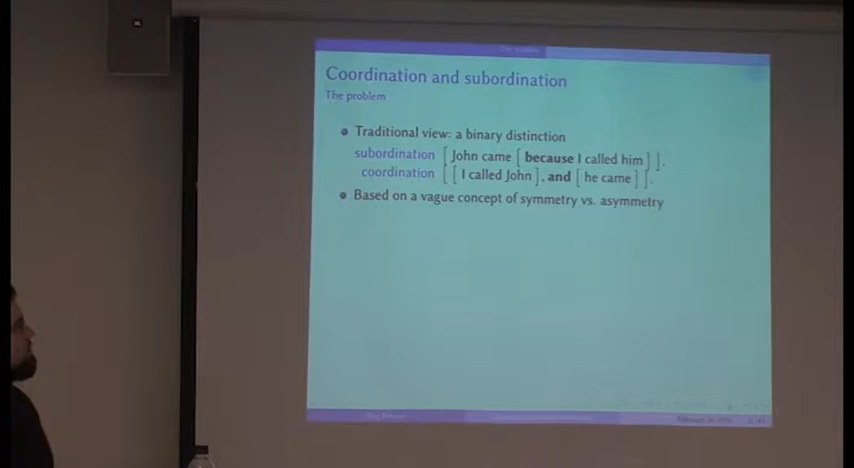 Coordination and subordination
The problem
Traditional view: a binary distinction
subordination [ John came [ because I called him ] ].
coordination [ [ I called John ], and [ he came ] ].
Based on a vague concept of symmetry vs. asymmetry